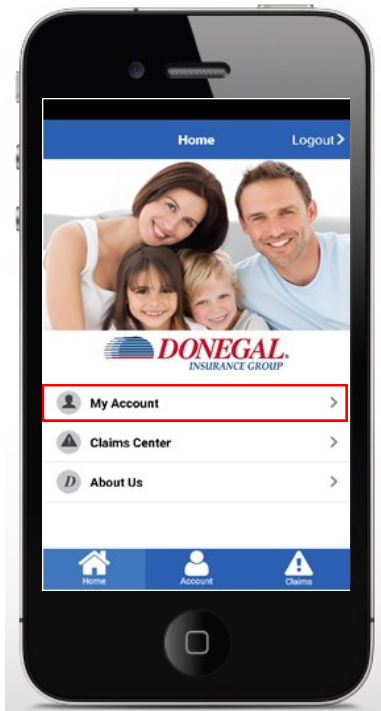 Home Logout >
DONEGAL®
INSURANCE GROUP
My Account >
Claims Center >
D About Us >
Home Account Claims